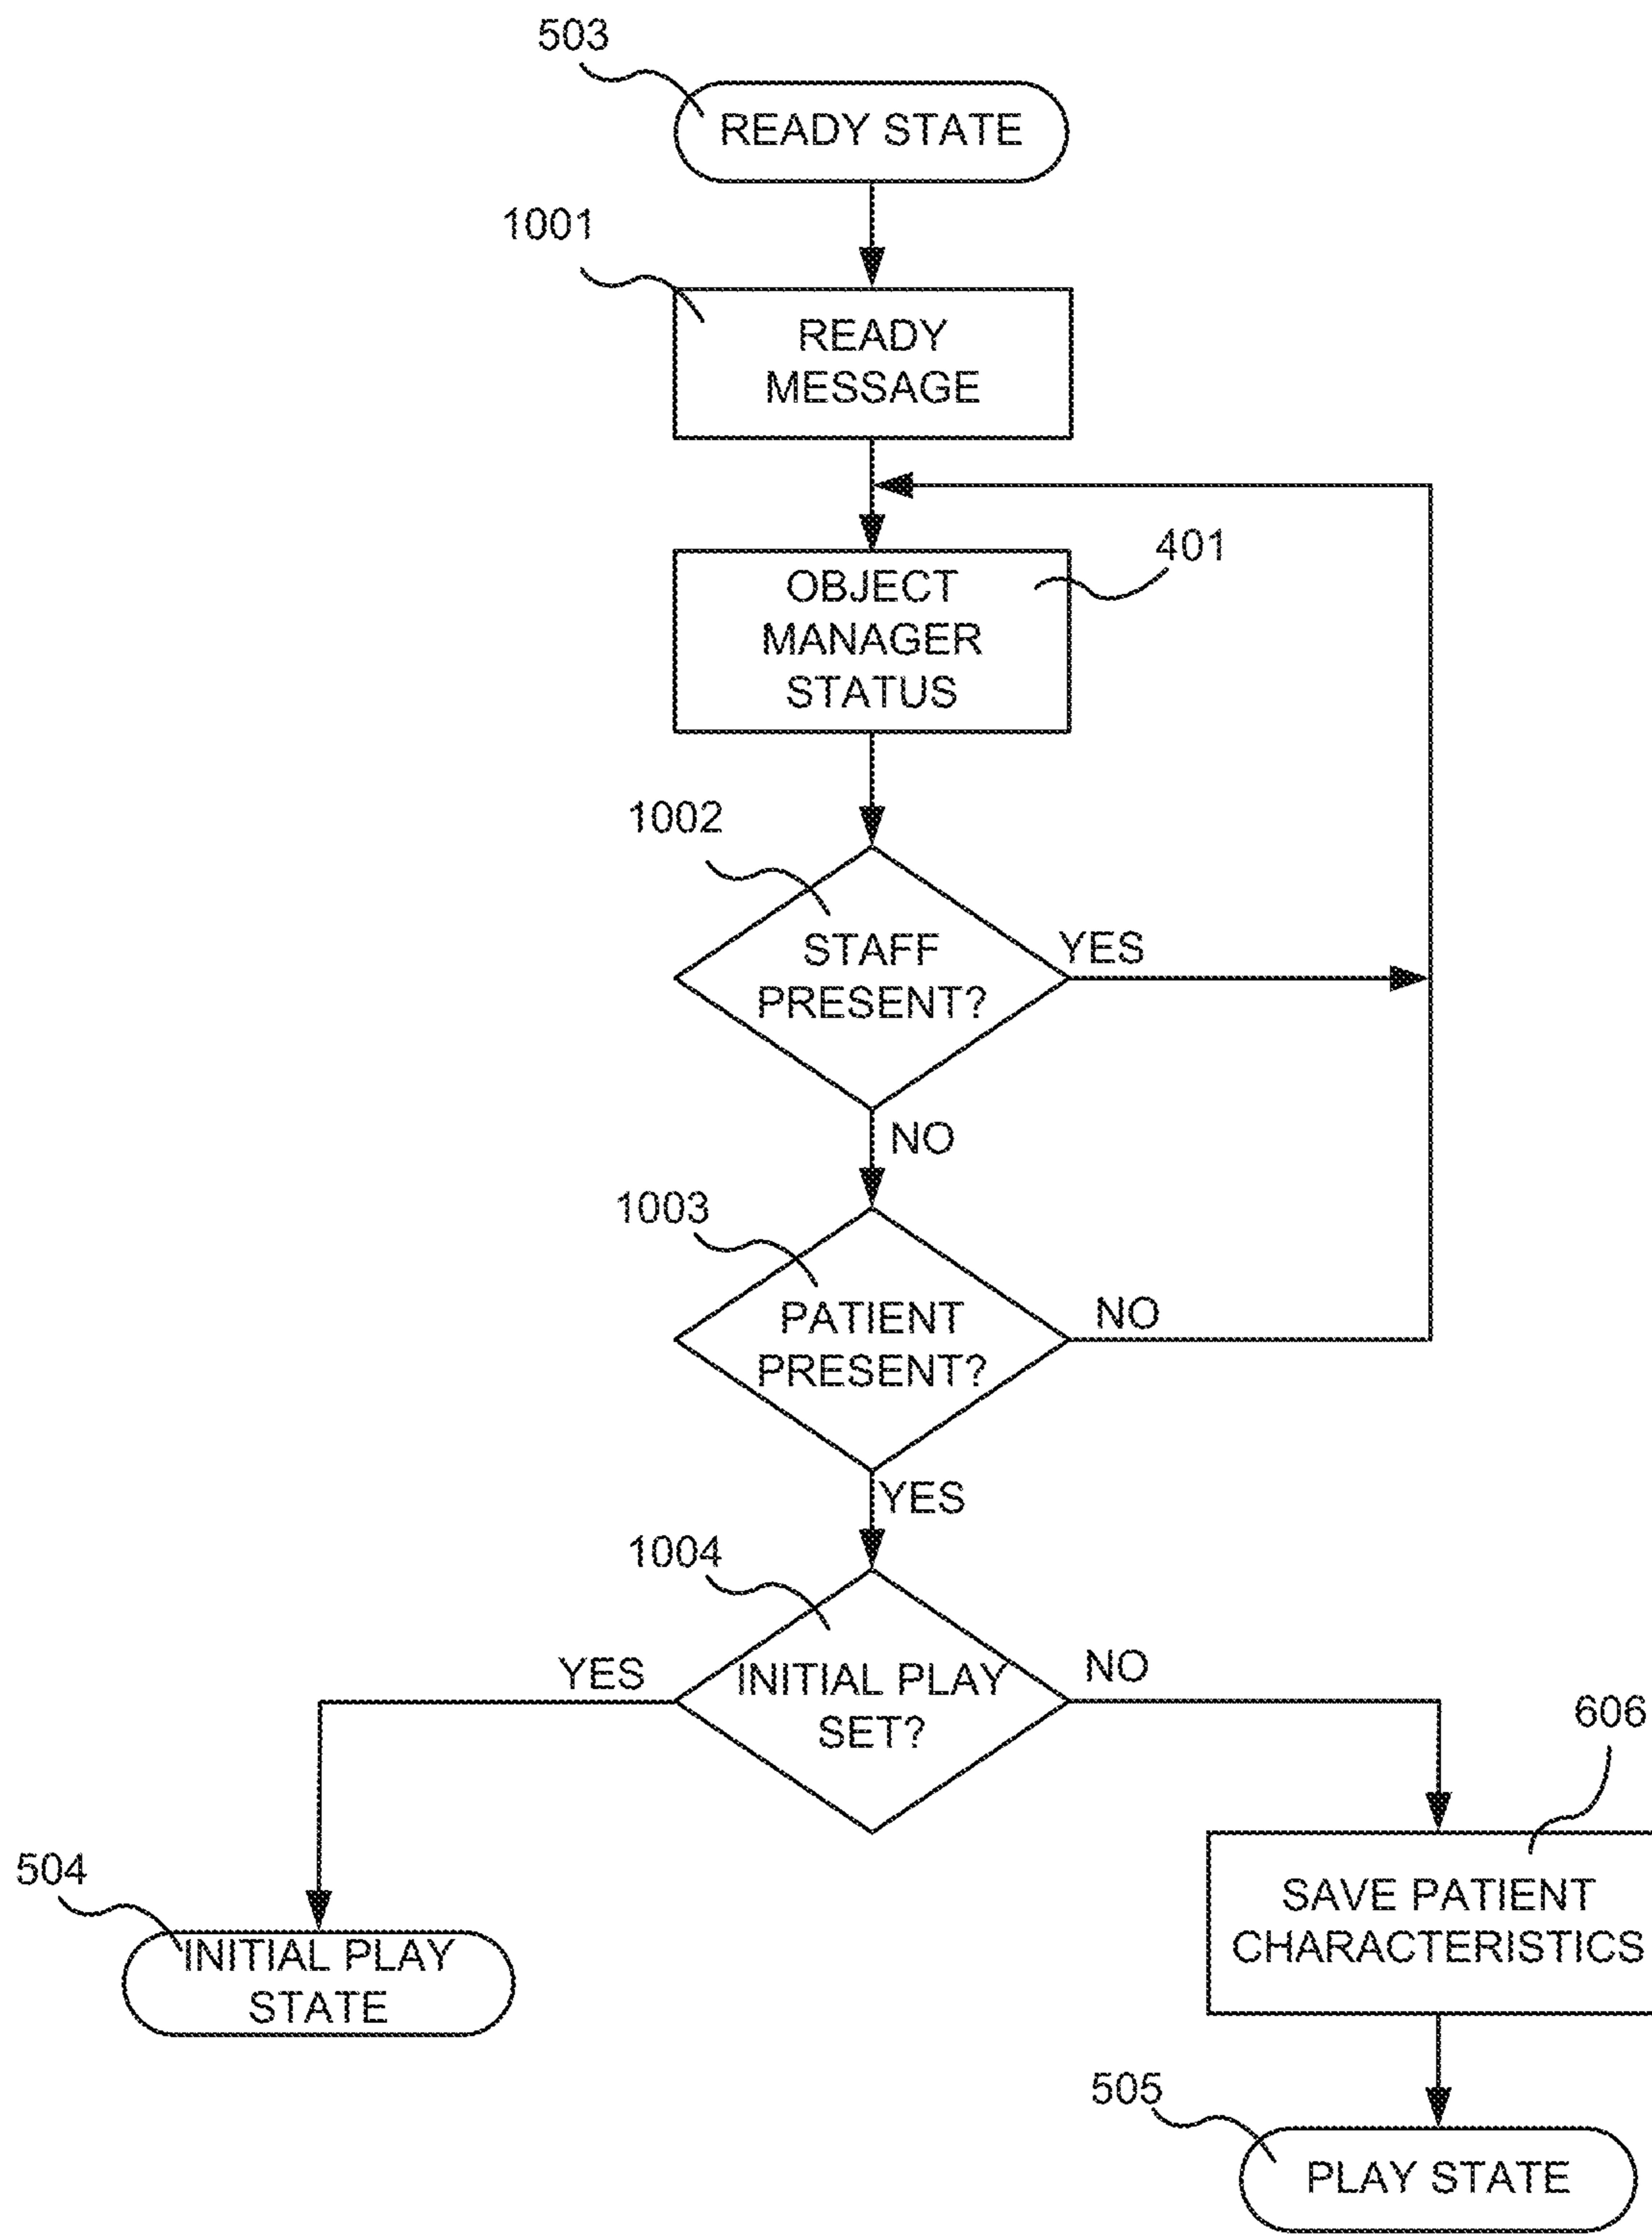 503
READY STATE
1001
READY
MESSAGE
401
OBJECT
MANAGER
STATUS
1002
STAFF
PRESENT?
YES
NO
1003
PATIENT
PRESENT?
NO
YES
1004
INITIAL PLAY
SET?
YES
NO
606
SAVE PATIENT
CHARACTERISTICS
504
INITIAL PLAY
STATE
505
PLAY STATE